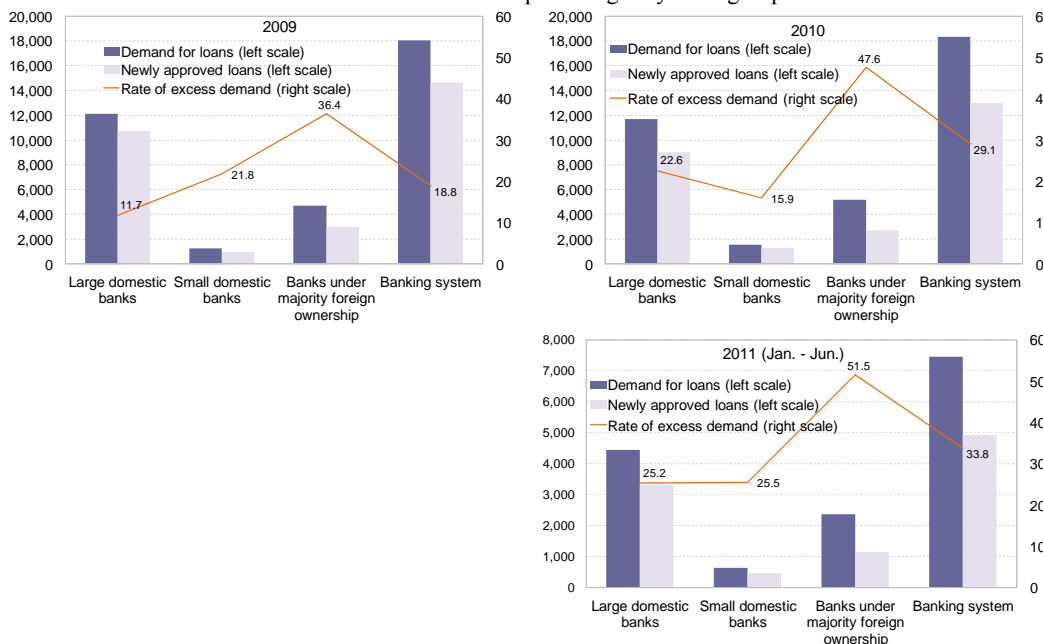 20,000
18,000
16,000
14,000
12,000
10,000
8,000
6,000
4,000
2,000
0
2009
Demand for loans (left scale)
Newly approved loans (left scale)
Rate of excess demand (right scale)
11.7
21.8
36.4
18.8
60
50
40
30
20
10
0
Large domestic banks
Small domestic banks
Banks under majority foreign ownership
Banking system
20,000
18,000
16,000
14,000
12,000
10,000
8,000
6,000
4,000
2,000
0
2010
Demand for loans (left scale)
Newly approved loans (left scale)
Rate of excess demand (right scale)
22.6
15.9
47.6
29.1
Large domestic banks
Small domestic banks
Banks under majority foreign ownership
Banking system
8,000
7,000
6,000
5,000
4,000
3,000
2,000
1,000
0
2011 (Jan. - Jun.)
Demand for loans (left scale)
Newly approved loans (left scale)
Rate of excess demand (right scale)
25.2
25.5
51.5
33.8
60
50
40
30
20
10
0
Large domestic banks
Small domestic banks
Banks under majority foreign ownership
Banking system